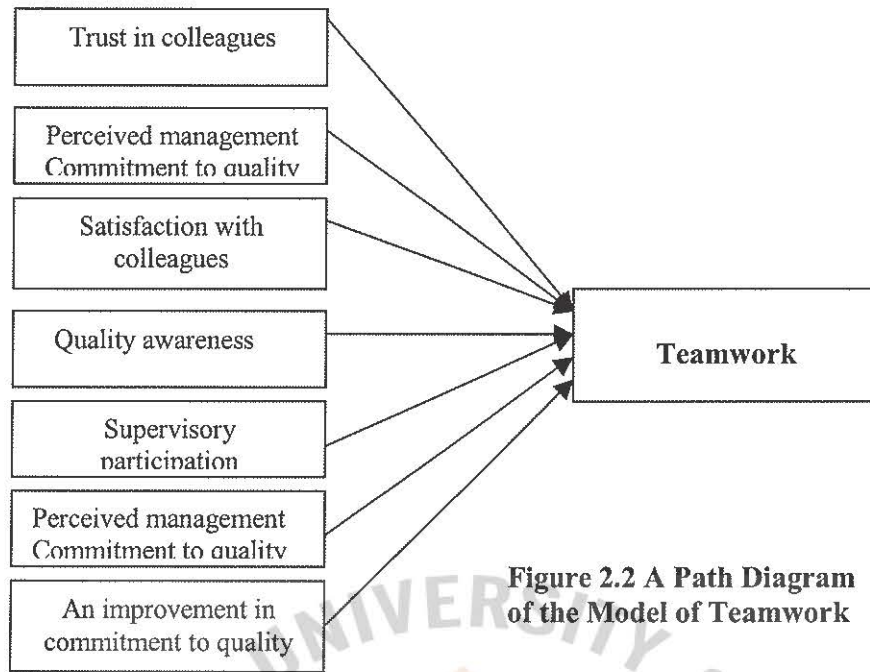 Trust in colleagues
Perceived management
Commitment to quality
Satisfaction with
colleagues
Quality awareness
Supervisory
participation
Perceived management
Commitment to quality
An improvement in
commitment to quality
Teamwork
Figure 2.2 A Path Diagram
of the Model of Teamwork
UNIVERSITY